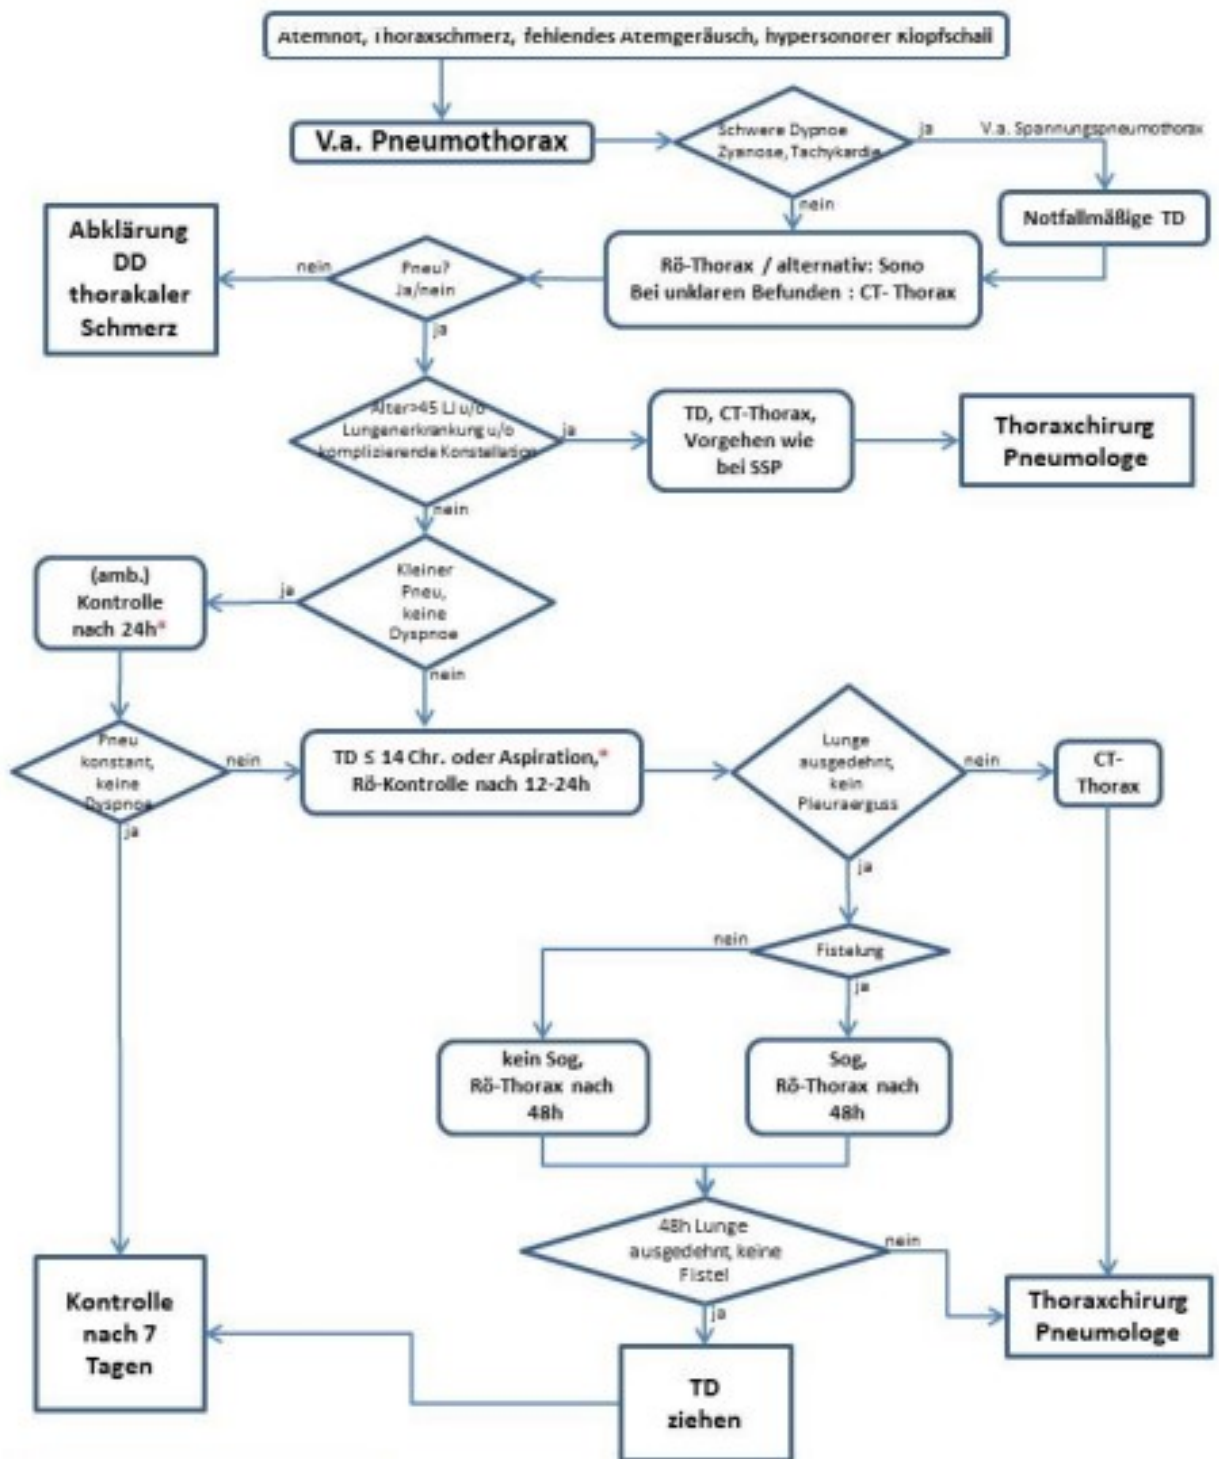 Atemnot, Thoraxschmerz, fehlendes Atemgeräusch, hypersonorer Klopfschall
V.a. Pneumothorax
Schwere Dypnoe
Zyanose, Tachykardie
ja
V.a. Spannungspneumothorax
nein
Notfallmäßige TD
Rö-Thorax / alternativ: Sono
Bei unklaren Befunden : CT- Thorax
Pneu?
Ja/nein
nein
Abklärung
DD
thorakaler
Schmerz
ja
Alter>45 LJ u/o
Lungenerkrankung u/o
komplizierende Konstellation
ja
TD, CT-Thorax,
Vorgehen wie
bei SSP
Thoraxchirurg
Pneumologe
nein
Kleiner
Pneu,
keine
Dyspnoe
ja
(amb.)
Kontrolle
nach 24h*
nein
Pneu
konstant,
keine
Dyspnoe
nein
TD ≤ 14 Chr. oder Aspiration,*
Rö-Kontrolle nach 12-24h
Lunge
ausgedehnt,
kein
Pleuraerguss
nein
CT-
Thorax
ja
ja
Fistelung
nein
ja
kein Sog,
Rö-Thorax nach
48h
Sog,
Rö-Thorax nach
48h
48h Lunge
ausgedehnt, keine
Fistel
nein
Thoraxchirurg
Pneumologe
ja
Kontrolle
nach 7
Tagen
TD
ziehen